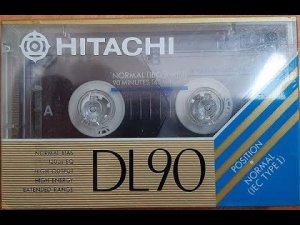 HITACHI
NORMAL (IEC
90 MINUTES
A
NORMAL BIAS
120µs EQ
HIGH OUTPUT
HIGH ENERGY
EXTENDED RANGE
DL90
POSITION
NORMAL
(IEC TYPE I)